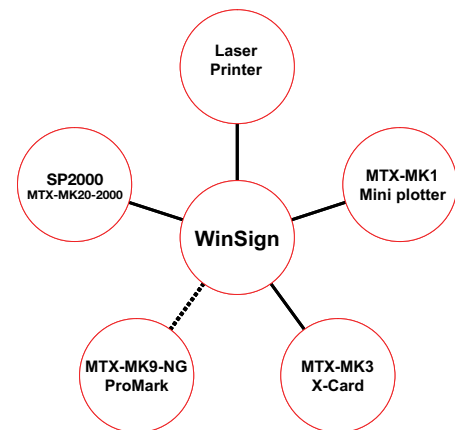 Laser
Printer
SP2000
MTX-MK20-2000
MTX-MK1
Mini plotter
WinSign
MTX-MK9-NG
ProMark
MTX-MK3
X-Card